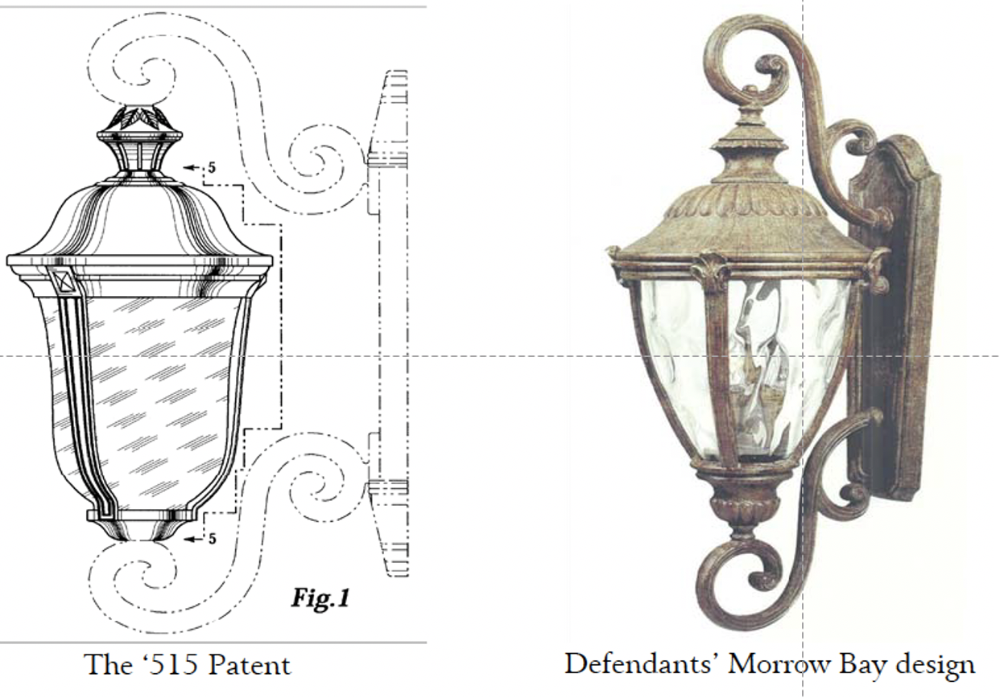 5
5
Fig.1
The ‘515 Patent
Defendants’ Morrow Bay design